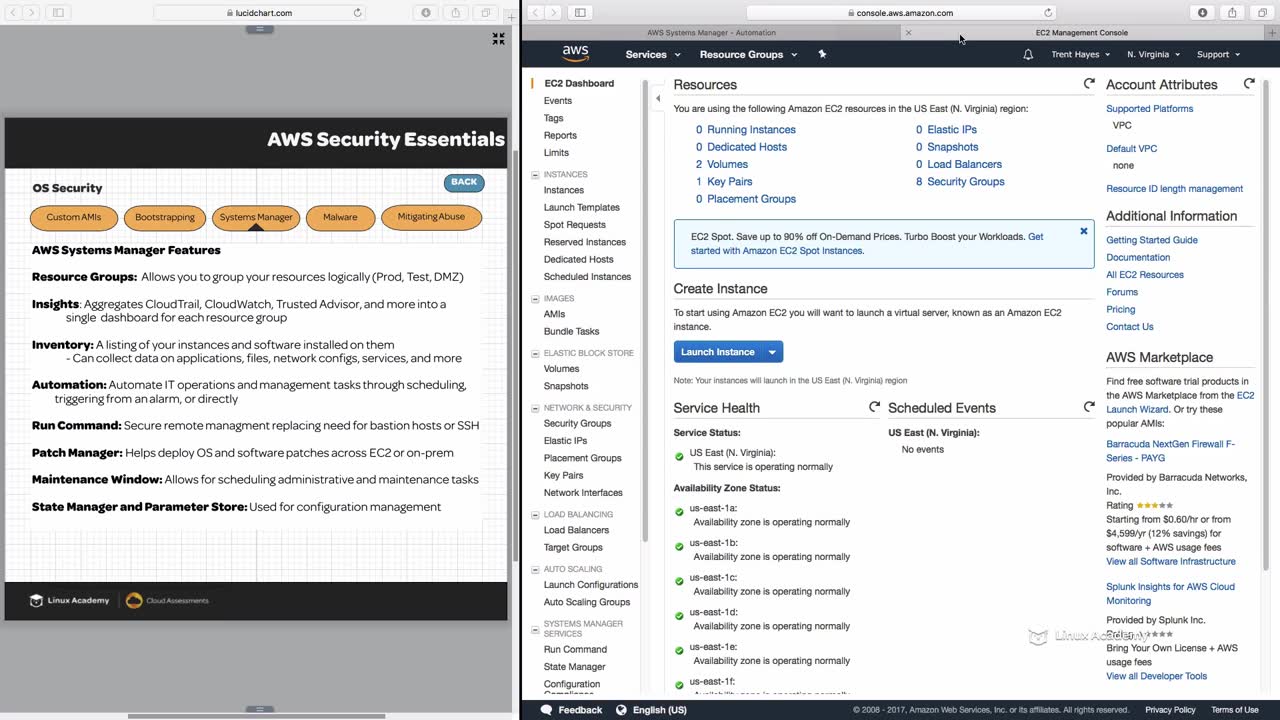 lucidchart.com
AWS Security Essentials
OS Security
BACK
Custom AMIs
Bootstrapping
Systems Manager
Malware
Mitigating Abuse
AWS Systems Manager Features
Resource Groups: Allows you to group your resources logically (Prod, Test, DMZ)
Insights: Aggregates CloudTrail, CloudWatch, Trusted Advisor, and more into a
single dashboard for each resource group
Inventory: A listing of your instances and software installed on them
- Can collect data on applications, files, network configs, services, and more
Automation: Automate IT operations and management tasks through scheduling,
triggering from an alarm, or directly
Run Command: Secure remote managment replacing need for bastion hosts or SSH
Patch Manager: Helps deploy OS and software patches across EC2 or on-prem
Maintenance Window: Allows for scheduling administrative and maintenance tasks
State Manager and Parameter Store: Used for configuration management
Linux Academy
Cloud Assessments
console.aws.amazon.com
AWS Systems Manager - Automation
EC2 Management Console
aws
Services
Resource Groups
Trent Hayes
N. Virginia
Support
EC2 Dashboard
Events
Tags
Reports
Limits
INSTANCES
Instances
Launch Templates
Spot Requests
Reserved Instances
Dedicated Hosts
Scheduled Instances
IMAGES
AMIs
Bundle Tasks
ELASTIC BLOCK STORE
Volumes
Snapshots
NETWORK & SECURITY
Security Groups
Elastic IPs
Placement Groups
Key Pairs
Network Interfaces
LOAD BALANCING
Load Balancers
Target Groups
AUTO SCALING
Launch Configurations
Auto Scaling Groups
SYSTEMS MANAGER
SERVICES
Run Command
State Manager
Configuration
Compliance
Resources
You are using the following Amazon EC2 resources in the US East (N. Virginia) region:
0 Running Instances
0 Elastic IPs
0 Dedicated Hosts
0 Snapshots
2 Volumes
0 Load Balancers
1 Key Pairs
8 Security Groups
0 Placement Groups
EC2 Spot. Save up to 90% off On-Demand Prices. Turbo Boost your Workloads. Get
started with Amazon EC2 Spot Instances.
Create Instance
To start using Amazon EC2 you will want to launch a virtual server, known as an Amazon EC2
instance.
Launch Instance
Note: Your instances will launch in the US East (N. Virginia) region
Service Health
Service Status:
US East (N. Virginia):
This service is operating normally
Availability Zone Status:
us-east-1a:
Availability zone is operating normally
us-east-1b:
Availability zone is operating normally
us-east-1c:
Availability zone is operating normally
us-east-1d:
Availability zone is operating normally
us-east-1e:
Availability zone is operating normally
us-east-1f:
Availability zone is operating normally
Scheduled Events
US East (N. Virginia):
No events
Account Attributes
Supported Platforms
VPC
Default VPC
none
Resource ID length management
Additional Information
Getting Started Guide
Documentation
All EC2 Resources
Forums
Pricing
Contact Us
AWS Marketplace
Find free software trial products in
the AWS Marketplace from the EC2
Launch Wizard. Or try these
popular AMIs:
Barracuda NextGen Firewall F-
Series - PAYG
Provided by Barracuda Networks,
Inc.
Rating
Starting from $0.60/hr or from
$4,599/yr (12% savings) for
software + AWS usage fees
View all Software Infrastructure
Splunk Insights for AWS Cloud
Monitoring
Provided by Splunk Inc.
Rating
Linux Academy
Bring Your Own License + AWS
usage fees
View all Developer Tools
Feedback
English (US)
© 2008 - 2017, Amazon Web Services, Inc. or its affiliates. All rights reserved.
Privacy Policy
Terms of Use